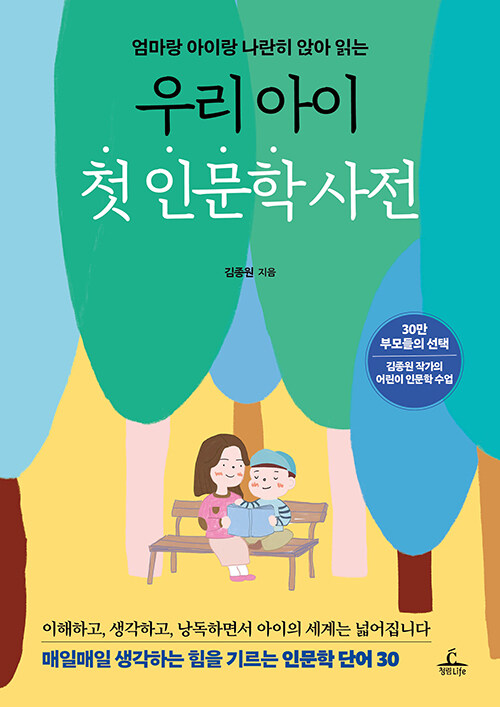 엄마랑 아이랑 나란히 앉아 읽는
우리 아이
첫 인문학 사전
김종원 지음
30만
부모들의 선택
김종원 작가의
어린이 인문학 수업
이해하고, 생각하고, 낭독하면서 아이의 세계는 넓어집니다
매일매일 생각하는 힘을 기르는 인문학 단어 30
청림Life